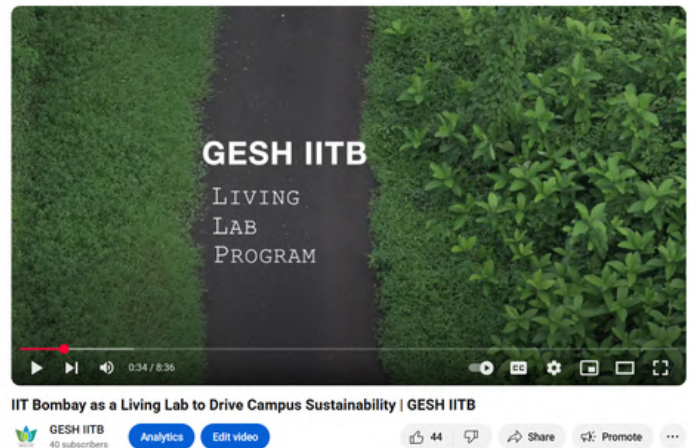 GESH IITB
LIVING
LAB
PROGRAM
0:34 / 8:36
CC
IIT Bombay as a Living Lab to Drive Campus Sustainability | GESH IITB
GESH IITB
40 subscribers
Analytics
Edit video
44
Share
Promote